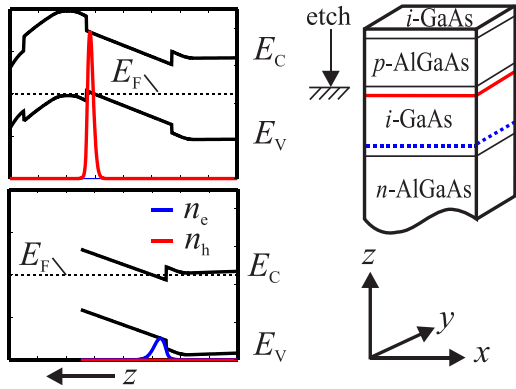 E_C
E_F
E_V
n_e
n_h
E_F
E_C
E_V
z
etch
i-GaAs
p-AlGaAs
i-GaAs
n-AlGaAs
z
y
x